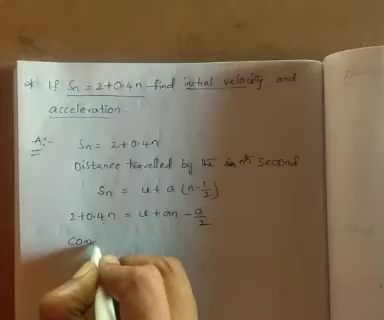 * If Sn = 2+0.4n find initial velocity and
acceleration.
A:- Sn = 2+0.4n
Distance travelled by the nth second
Sn = u + a (n-1/2)
2+0.4n = u + an - a/2
Com